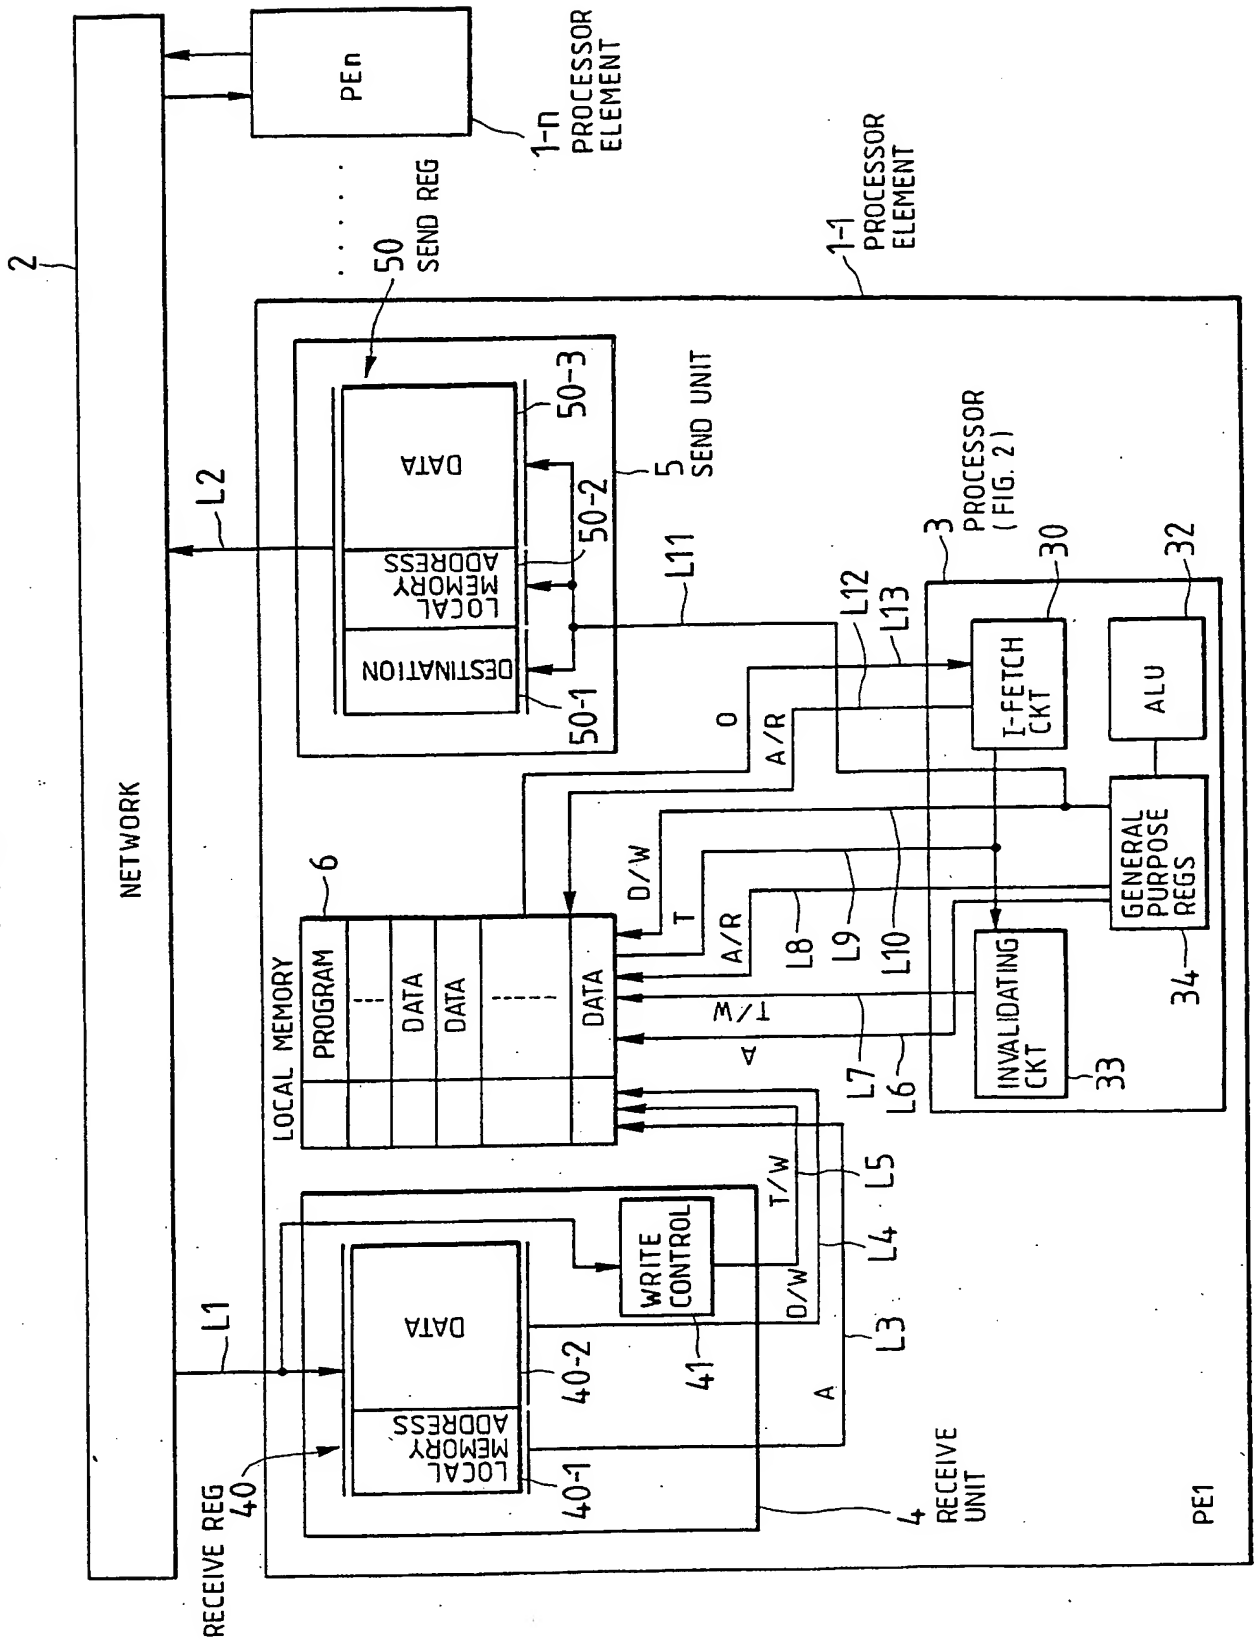 2
NETWORK
PEn
1-n
PROCESSOR
ELEMENT
. . . . .
L1
L2
RECEIVE REG
40
LOCAL
MEMORY
ADDRESS
DATA
40-1
40-2
WRITE
CONTROL
41
4
RECEIVE
UNIT
A
D/W
T/W
L3
L4
L5
LOCAL MEMORY
6
PROGRAM
DATA
DATA
DATA
A
T/W
A/R
T
D/W
L6
L7
L8
L9
L10
50
SEND REG
DESTINATION
LOCAL
MEMORY
ADDRESS
DATA
50-1
50-2
50-3
5
SEND UNIT
L11
O
A/R
L12
L13
3
PROCESSOR
(FIG. 2)
I-FETCH
CKT
30
ALU
32
INVALIDATING
CKT
33
GENERAL
PURPOSE
REGS
34
1-1
PROCESSOR
ELEMENT
PE1